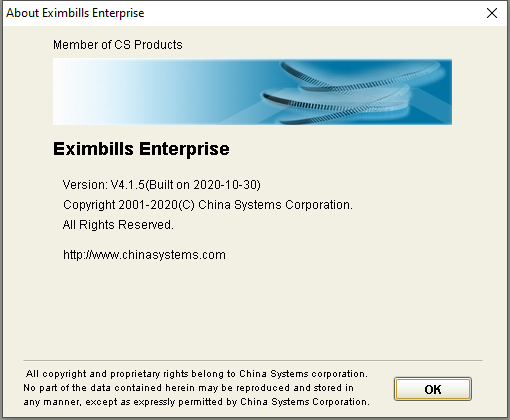 About Eximbills Enterprise
Member of CS Products
Eximbills Enterprise
Version: V4.1.5(Built on 2020-10-30)
Copyright 2001-2020(C) China Systems Corporation.
All Rights Reserved.
http://www.chinasystems.com
All copyright and proprietary rights belong to China Systems corporation.
No part of the data contained herein may be reproduced and stored in
any manner, except as expressly permitted by China Systems Corporation.
OK